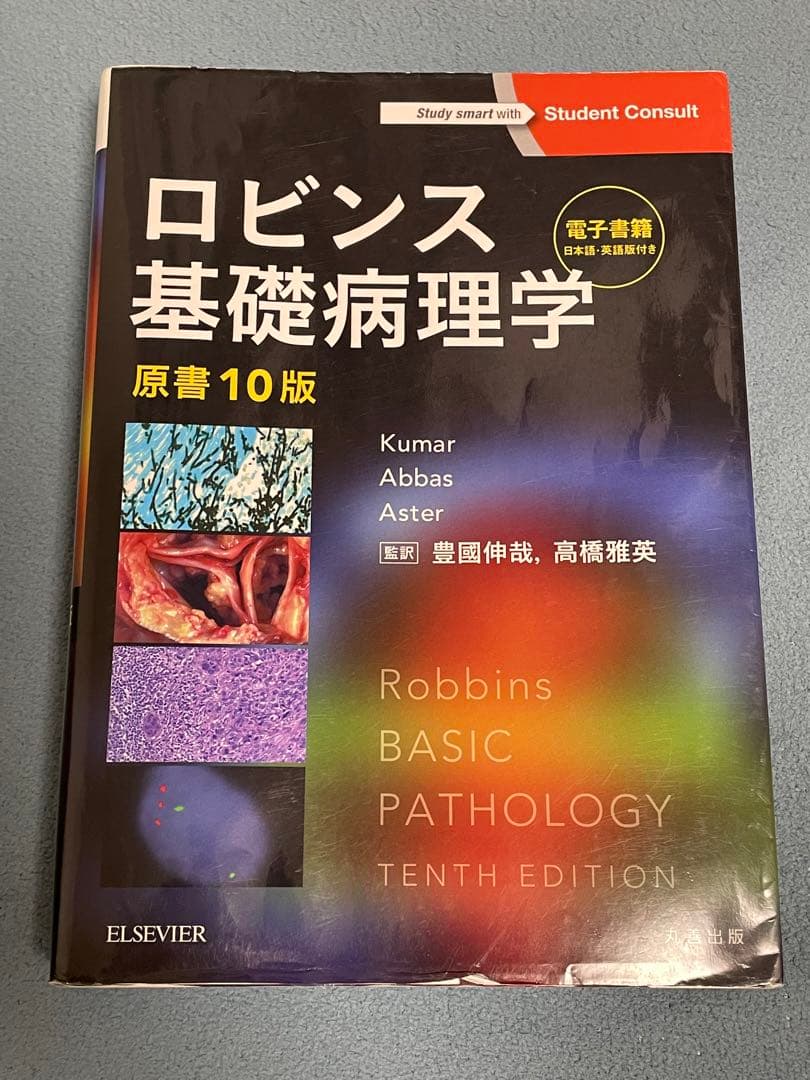 Study smart with Student Consult
ロビンス
基礎病理学
電子書籍
日本語・英語版付き
原書10版
Kumar
Abbas
Aster
監訳 豊國伸哉, 高橋雅英
Robbins
BASIC
PATHOLOGY
TENTH EDITION
ELSEVIER
丸善出版